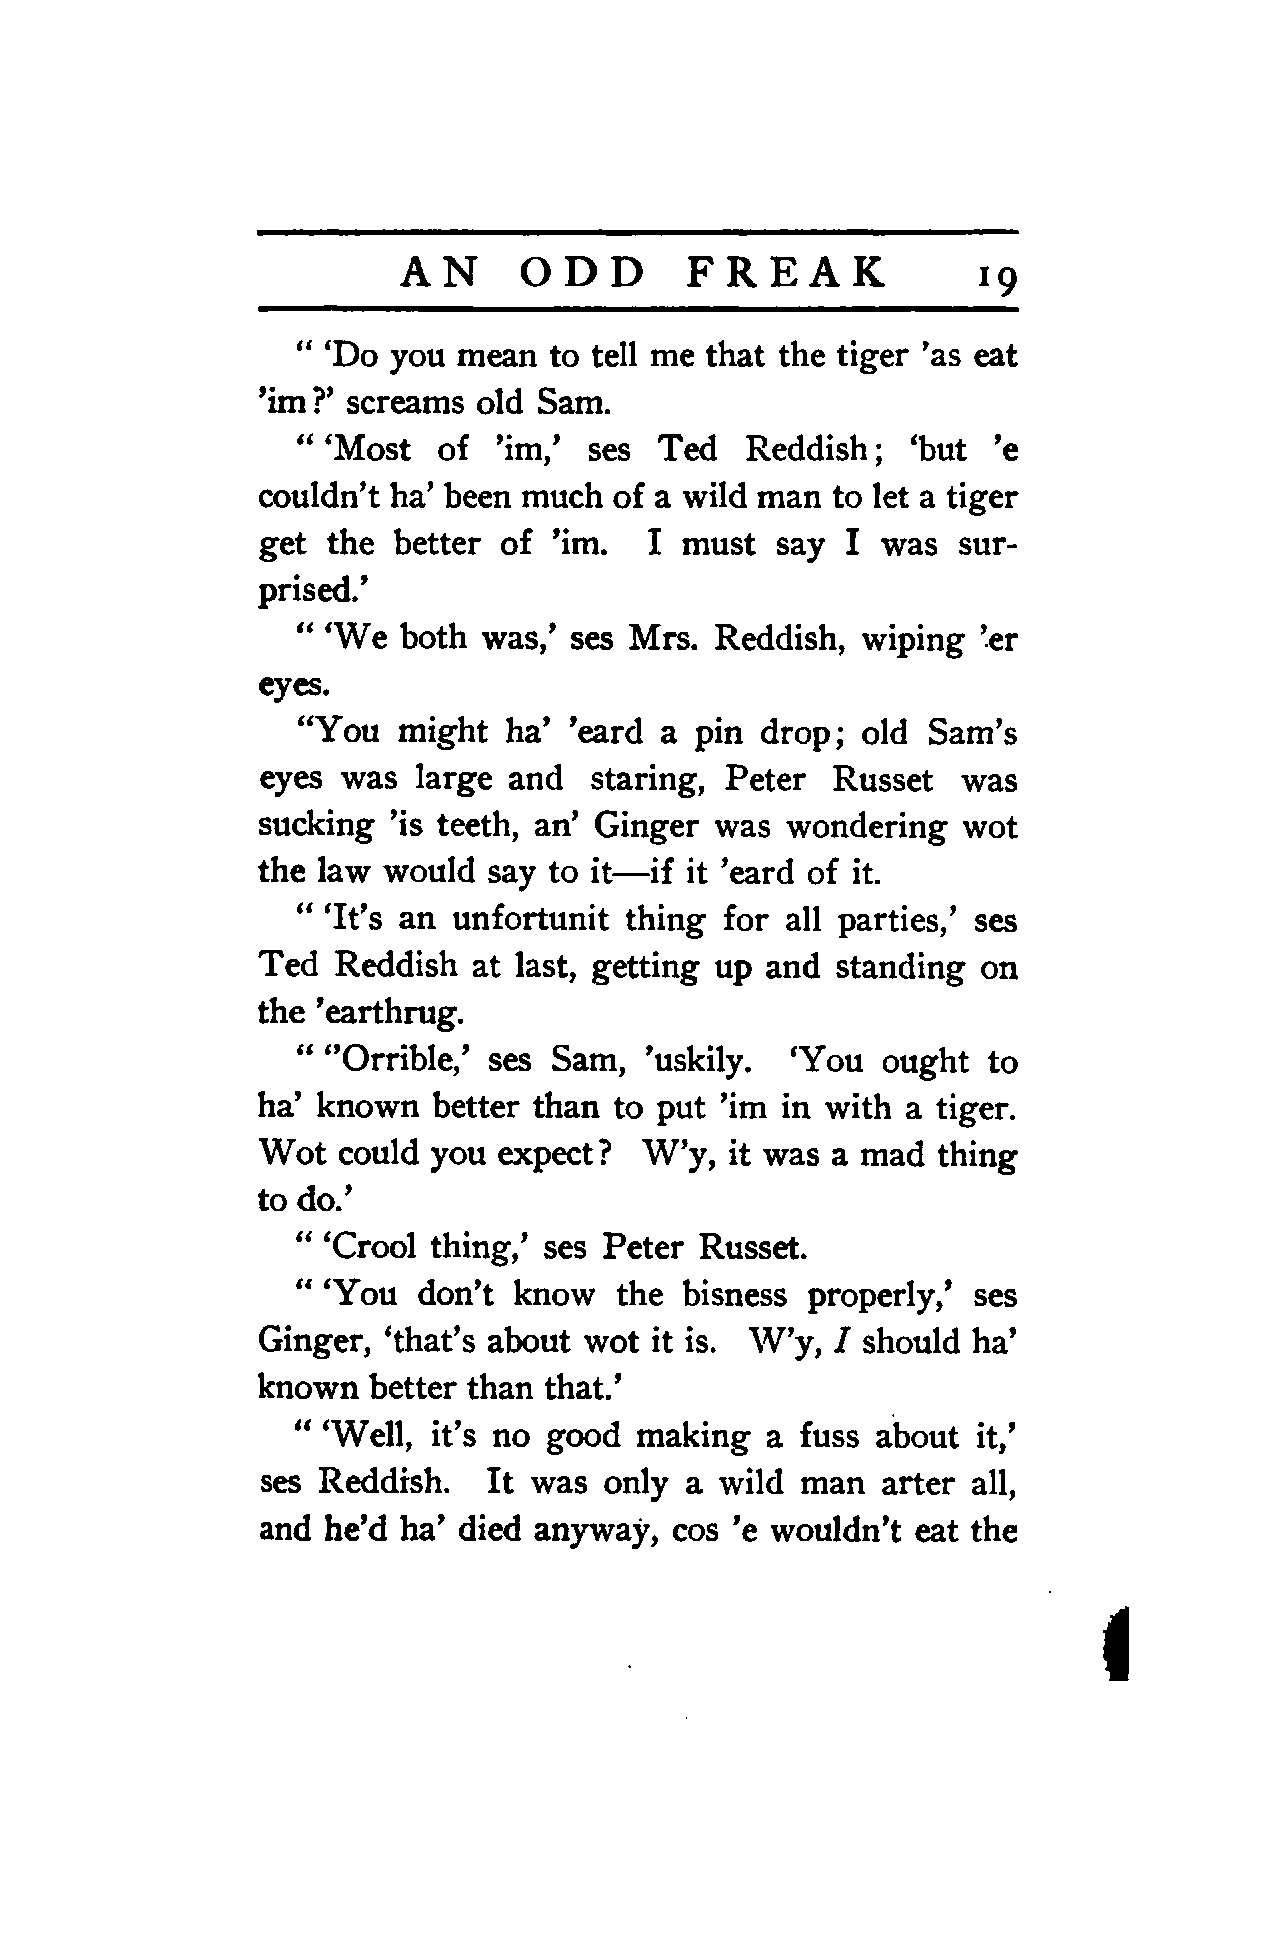 AN ODD FREAK 19
“ ‘Do you mean to tell me that the tiger ’as eat
’im?’ screams old Sam.
“ ‘Most of ’im,’ ses Ted Reddish; ‘but ’e
couldn’t ha’ been much of a wild man to let a tiger
get the better of ’im. I must say I was sur-
prised.’
“ ‘We both was,’ ses Mrs. Reddish, wiping ’er
eyes.
“You might ha’ ’eard a pin drop; old Sam’s
eyes was large and staring, Peter Russet was
sucking ’is teeth, an’ Ginger was wondering wot
the law would say to it—if it ’eard of it.
“ ‘It’s an unfortunit thing for all parties,’ ses
Ted Reddish at last, getting up and standing on
the ’earthrug.
“ ‘’Orrible,’ ses Sam, ’uskily. ‘You ought to
ha’ known better than to put ’im in with a tiger.
Wot could you expect? W’y, it was a mad thing
to do.’
“ ‘Crool thing,’ ses Peter Russet.
“ ‘You don’t know the bisness properly,’ ses
Ginger, ‘that’s about wot it is. W’y, I should ha’
known better than that.’
“ ‘Well, it’s no good making a fuss about it,’
ses Reddish. It was only a wild man arter all,
and he’d ha’ died anyway, cos ’e wouldn’t eat the